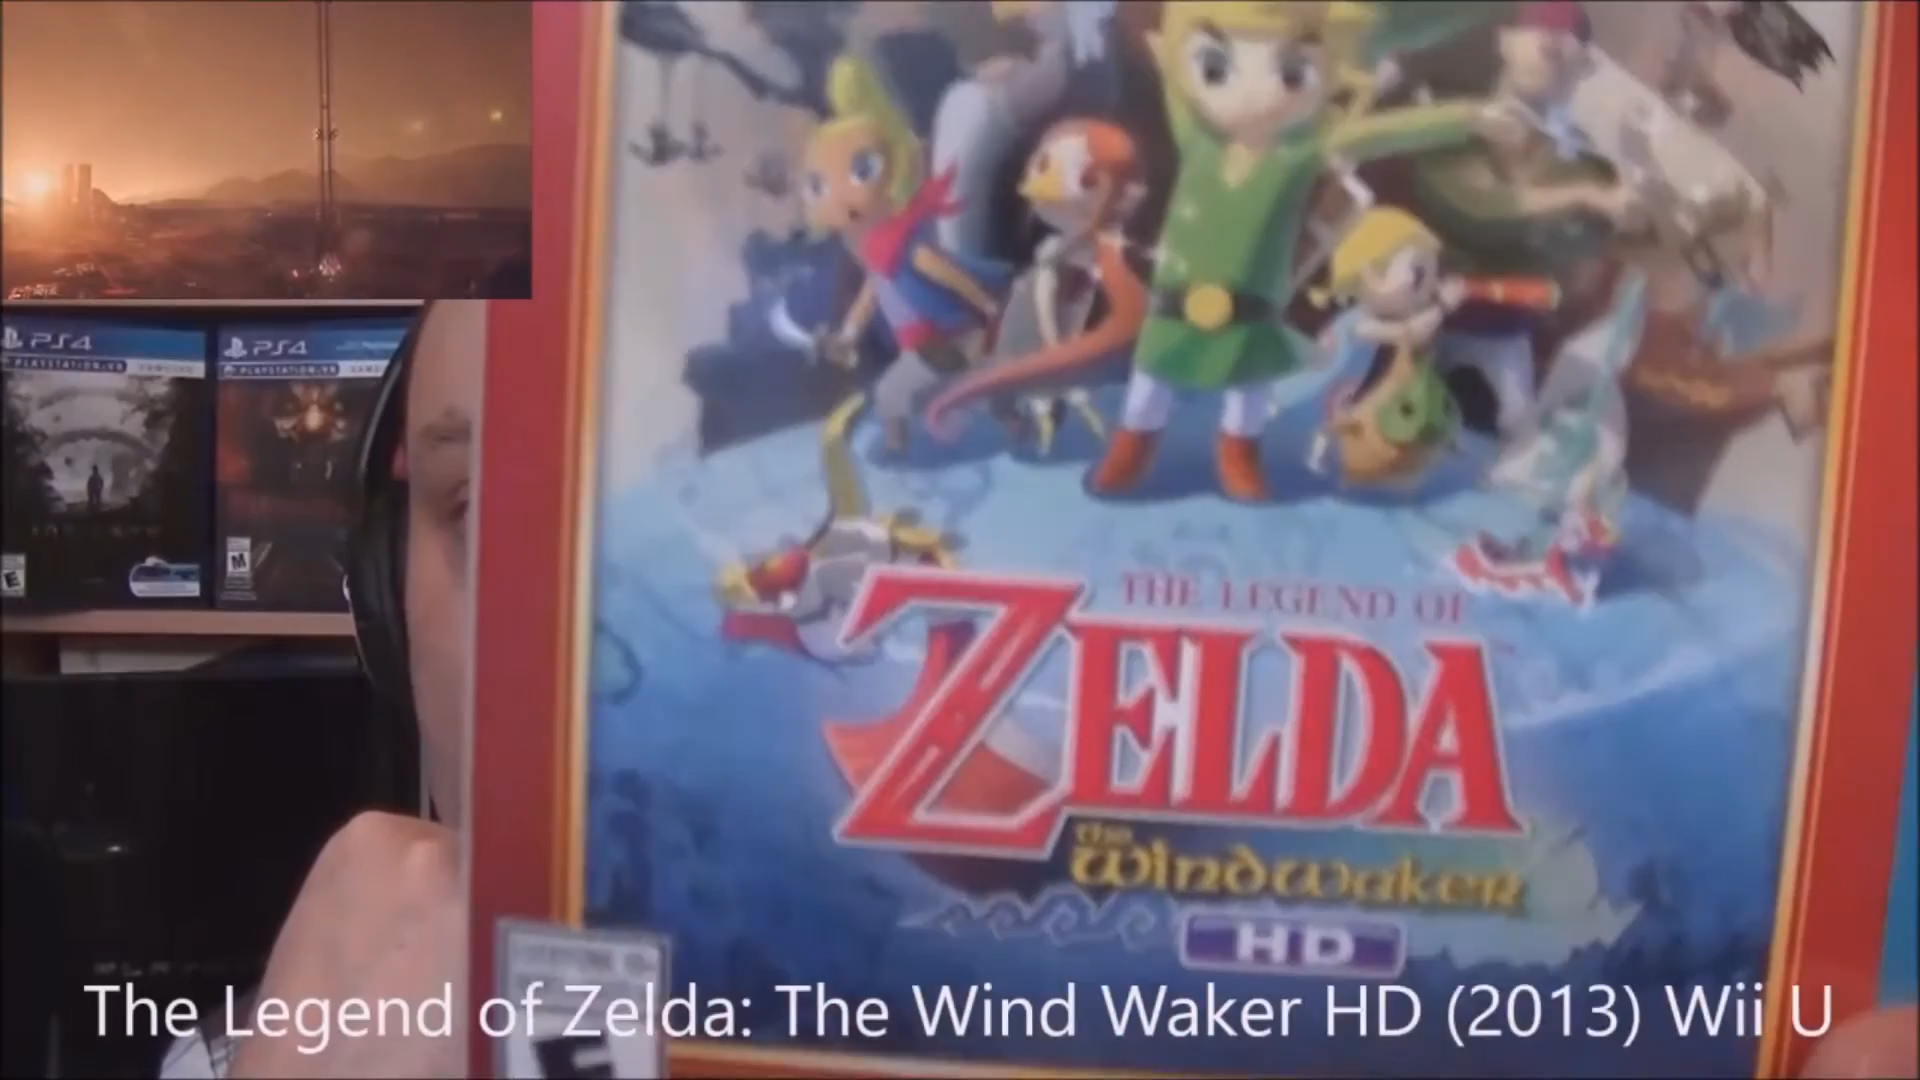 PS4
PLAYSTATION.VR
PS4
PLAYSTATION.VR
E
M
THE LEGEND OF
ZELDA
the
Wind Waker
HD
E
The Legend of Zelda: The Wind Waker HD (2013) Wii U